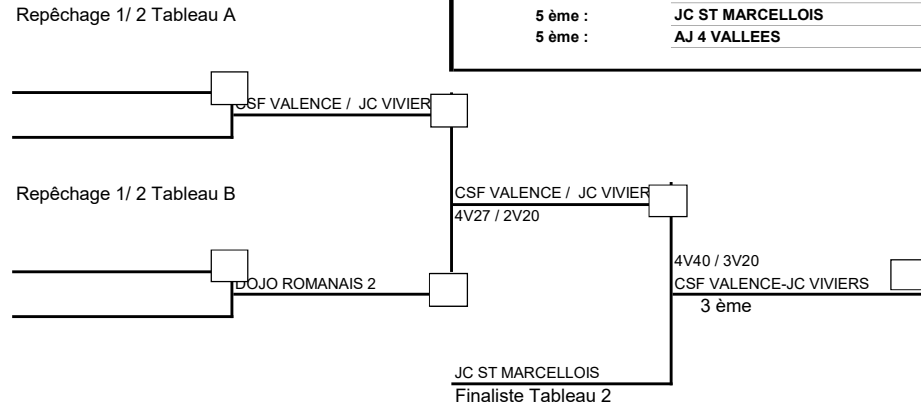 Repêchage 1/ 2 Tableau A
5 ème : JC ST MARCELLOIS
5 ème : AJ 4 VALLEES
CSF VALENCE / JC VIVIER
Repêchage 1/ 2 Tableau B
CSF VALENCE / JC VIVIER
4V27 / 2V20
DOJO ROMANAIS 2
4V40 / 3V20
CSF VALENCE-JC VIVIERS
3 ème
JC ST MARCELLOIS
Finaliste Tableau 2